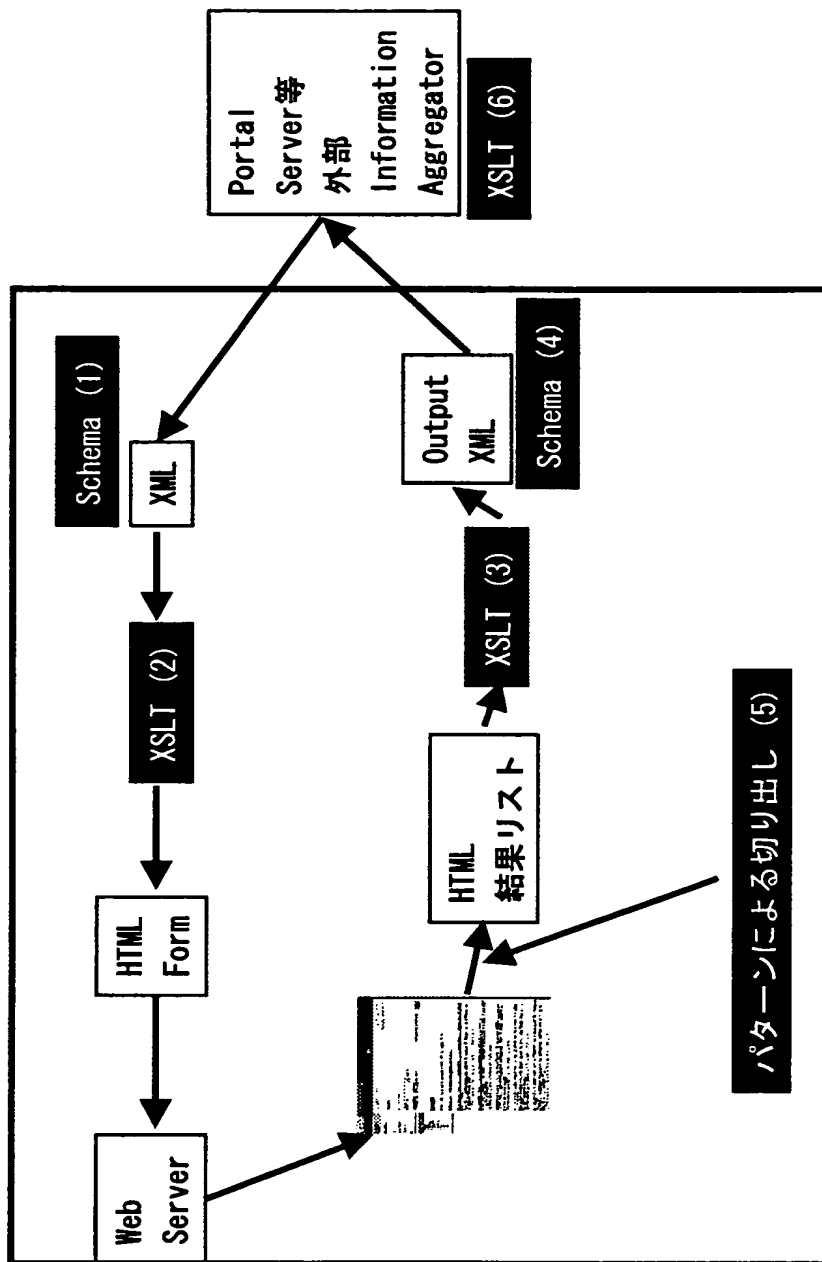 Web
Server
HTML
Form
XSLT (2)
XML
Schema (1)
Portal
Server等
外部
Information
Aggregator
XSLT (6)
HTML
結果リスト
XSLT (3)
Output
XML
Schema (4)
パターンによる切り出し (5)